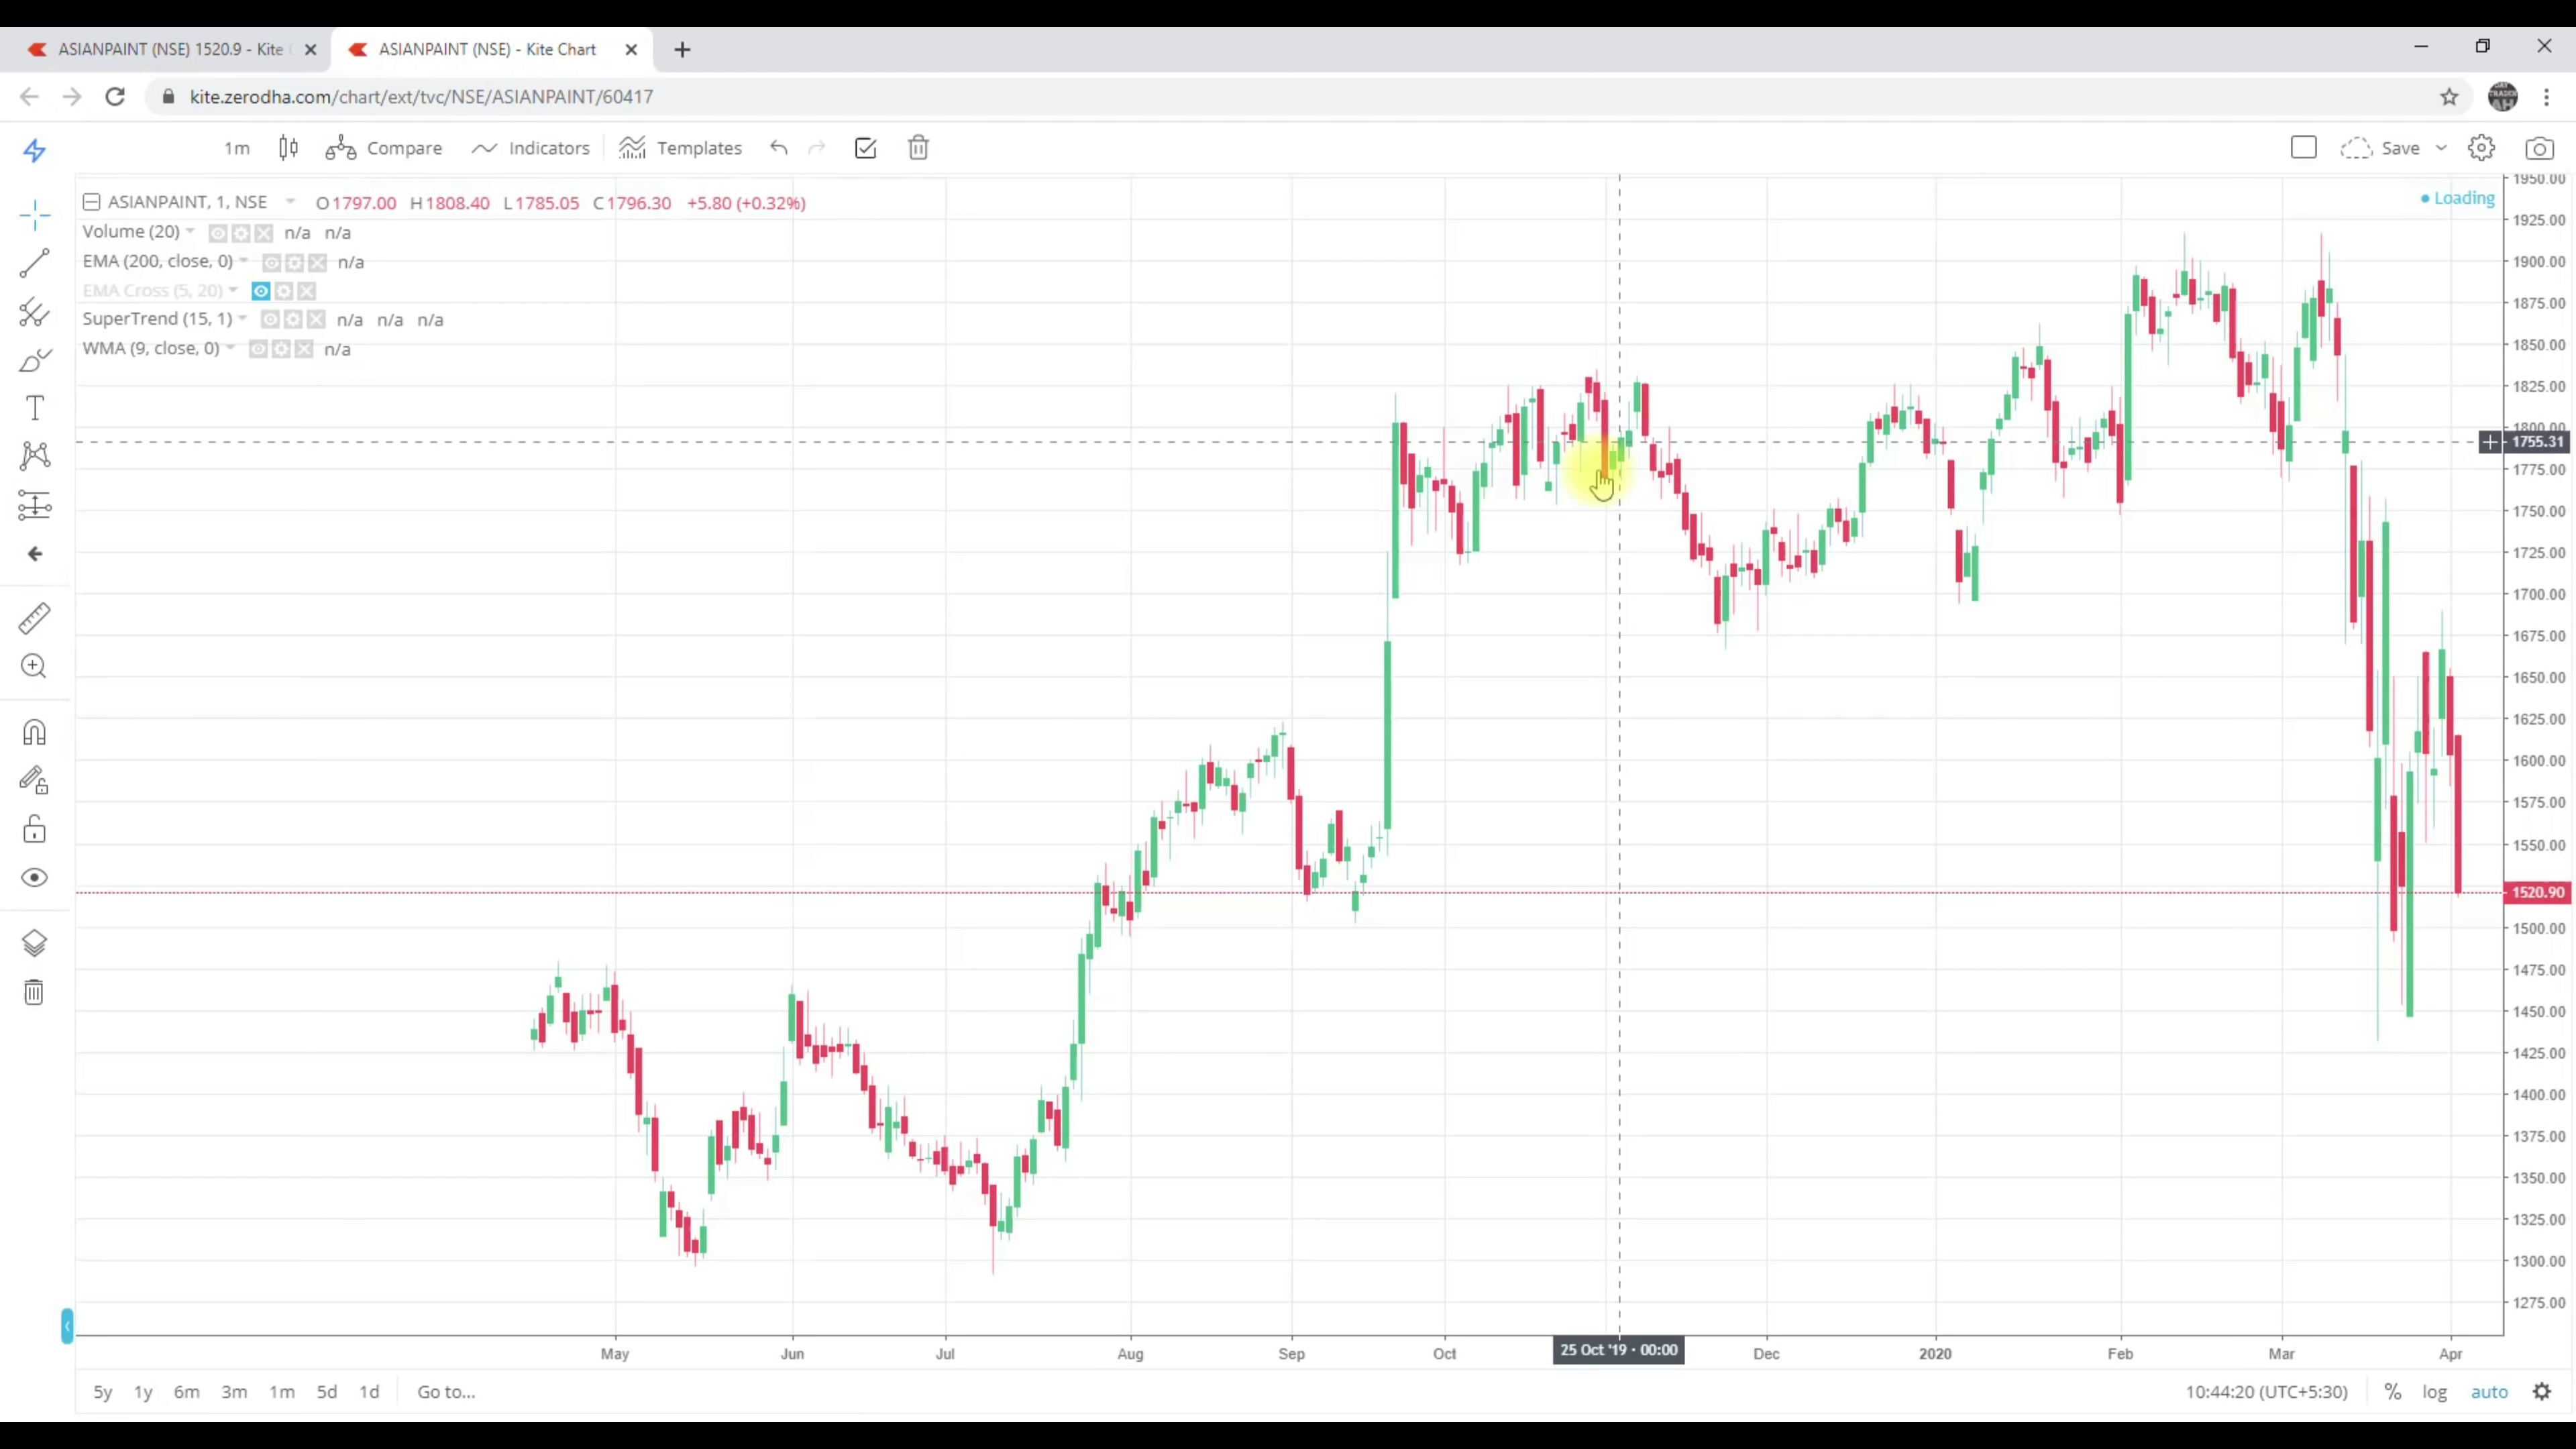 ASIANPAINT (NSE) 1520.9 - Kite
ASIANPAINT (NSE) - Kite Chart
kite.zerodha.com/chart/ext/tvc/NSE/ASIANPAINT/60417
1m Compare Indicators Templates Save
ASIANPAINT, 1, NSE O1797.00 H1808.40 L1785.05 C1796.30 +5.80 (+0.32%)
Loading
Volume (20) n/a n/a
EMA (200, close, 0) n/a
EMA Cross (5, 20)
SuperTrend (15, 1) n/a n/a n/a
WMA (9, close, 0) n/a
1950.00
1925.00
1900.00
1875.00
1850.00
1825.00
1800.00
1755.31
1775.00
1750.00
1725.00
1700.00
1675.00
1650.00
1625.00
1600.00
1575.00
1550.00
1520.90
1500.00
1475.00
1450.00
1425.00
1400.00
1375.00
1350.00
1325.00
1300.00
1275.00
May Jun Jul Aug Sep Oct 25 Oct '19 · 00:00 Dec 2020 Feb Mar Apr
5y 1y 6m 3m 1m 5d 1d Go to... 10:44:20 (UTC+5:30) % log auto